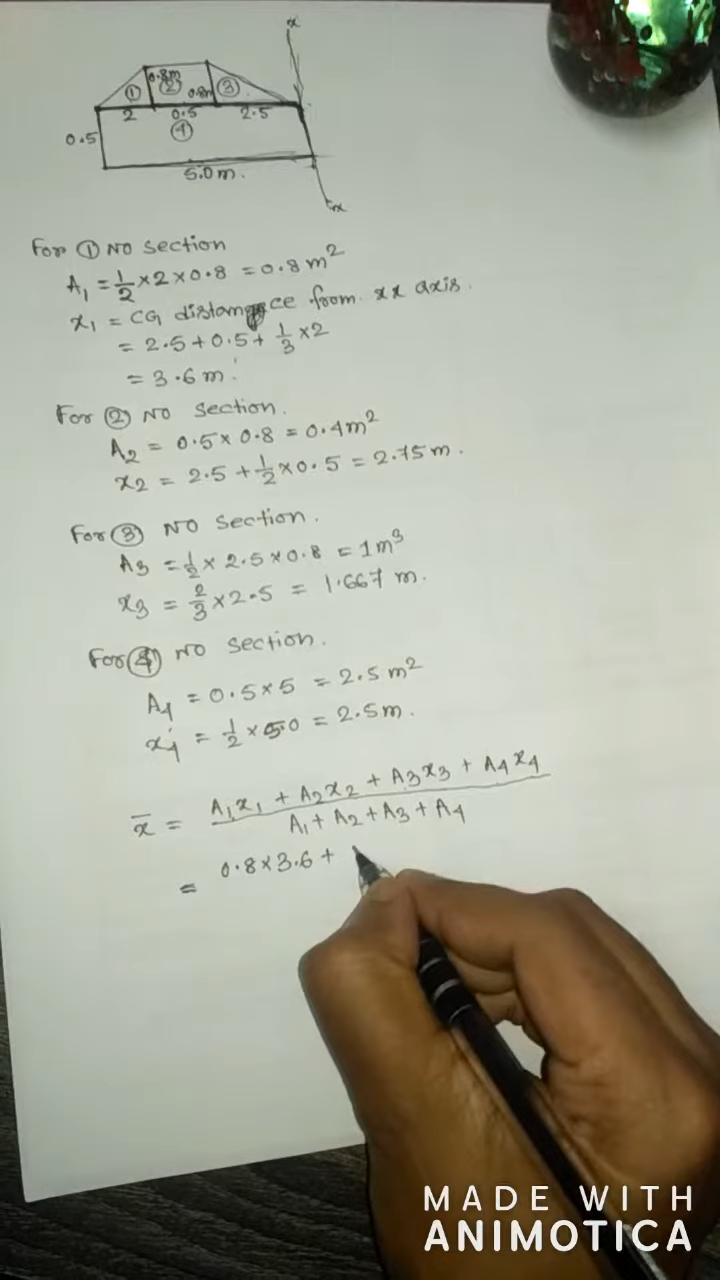 x
0.8m
① ② 0.8m ③
2 0.5 2.5
0.5 ④
5.0m.
x
For ① NO section
A₁ = 1/2 × 2 × 0.8 = 0.8 m²
x₁ = CG distance from xx axis.
= 2.5 + 0.5 + 1/3 × 2
= 3.6 m.
For ② NO section.
A₂ = 0.5 × 0.8 = 0.4 m²
x₂ = 2.5 + 1/2 × 0.5 = 2.75 m.
For ③ NO section.
A₃ = 1/2 × 2.5 × 0.8 = 1 m³
x₃ = 2/3 × 2.5 = 1.667 m.
For ④ NO section.
A₄ = 0.5 × 5 = 2.5 m²
x₄ = 1/2 × 5.0 = 2.5 m.
x̄ = A₁x₁ + A₂x₂ + A₃x₃ + A₄x₄
A₁ + A₂ + A₃ + A₄
= 0.8 × 3.6 +
MADE WITH
ANIMOTICA